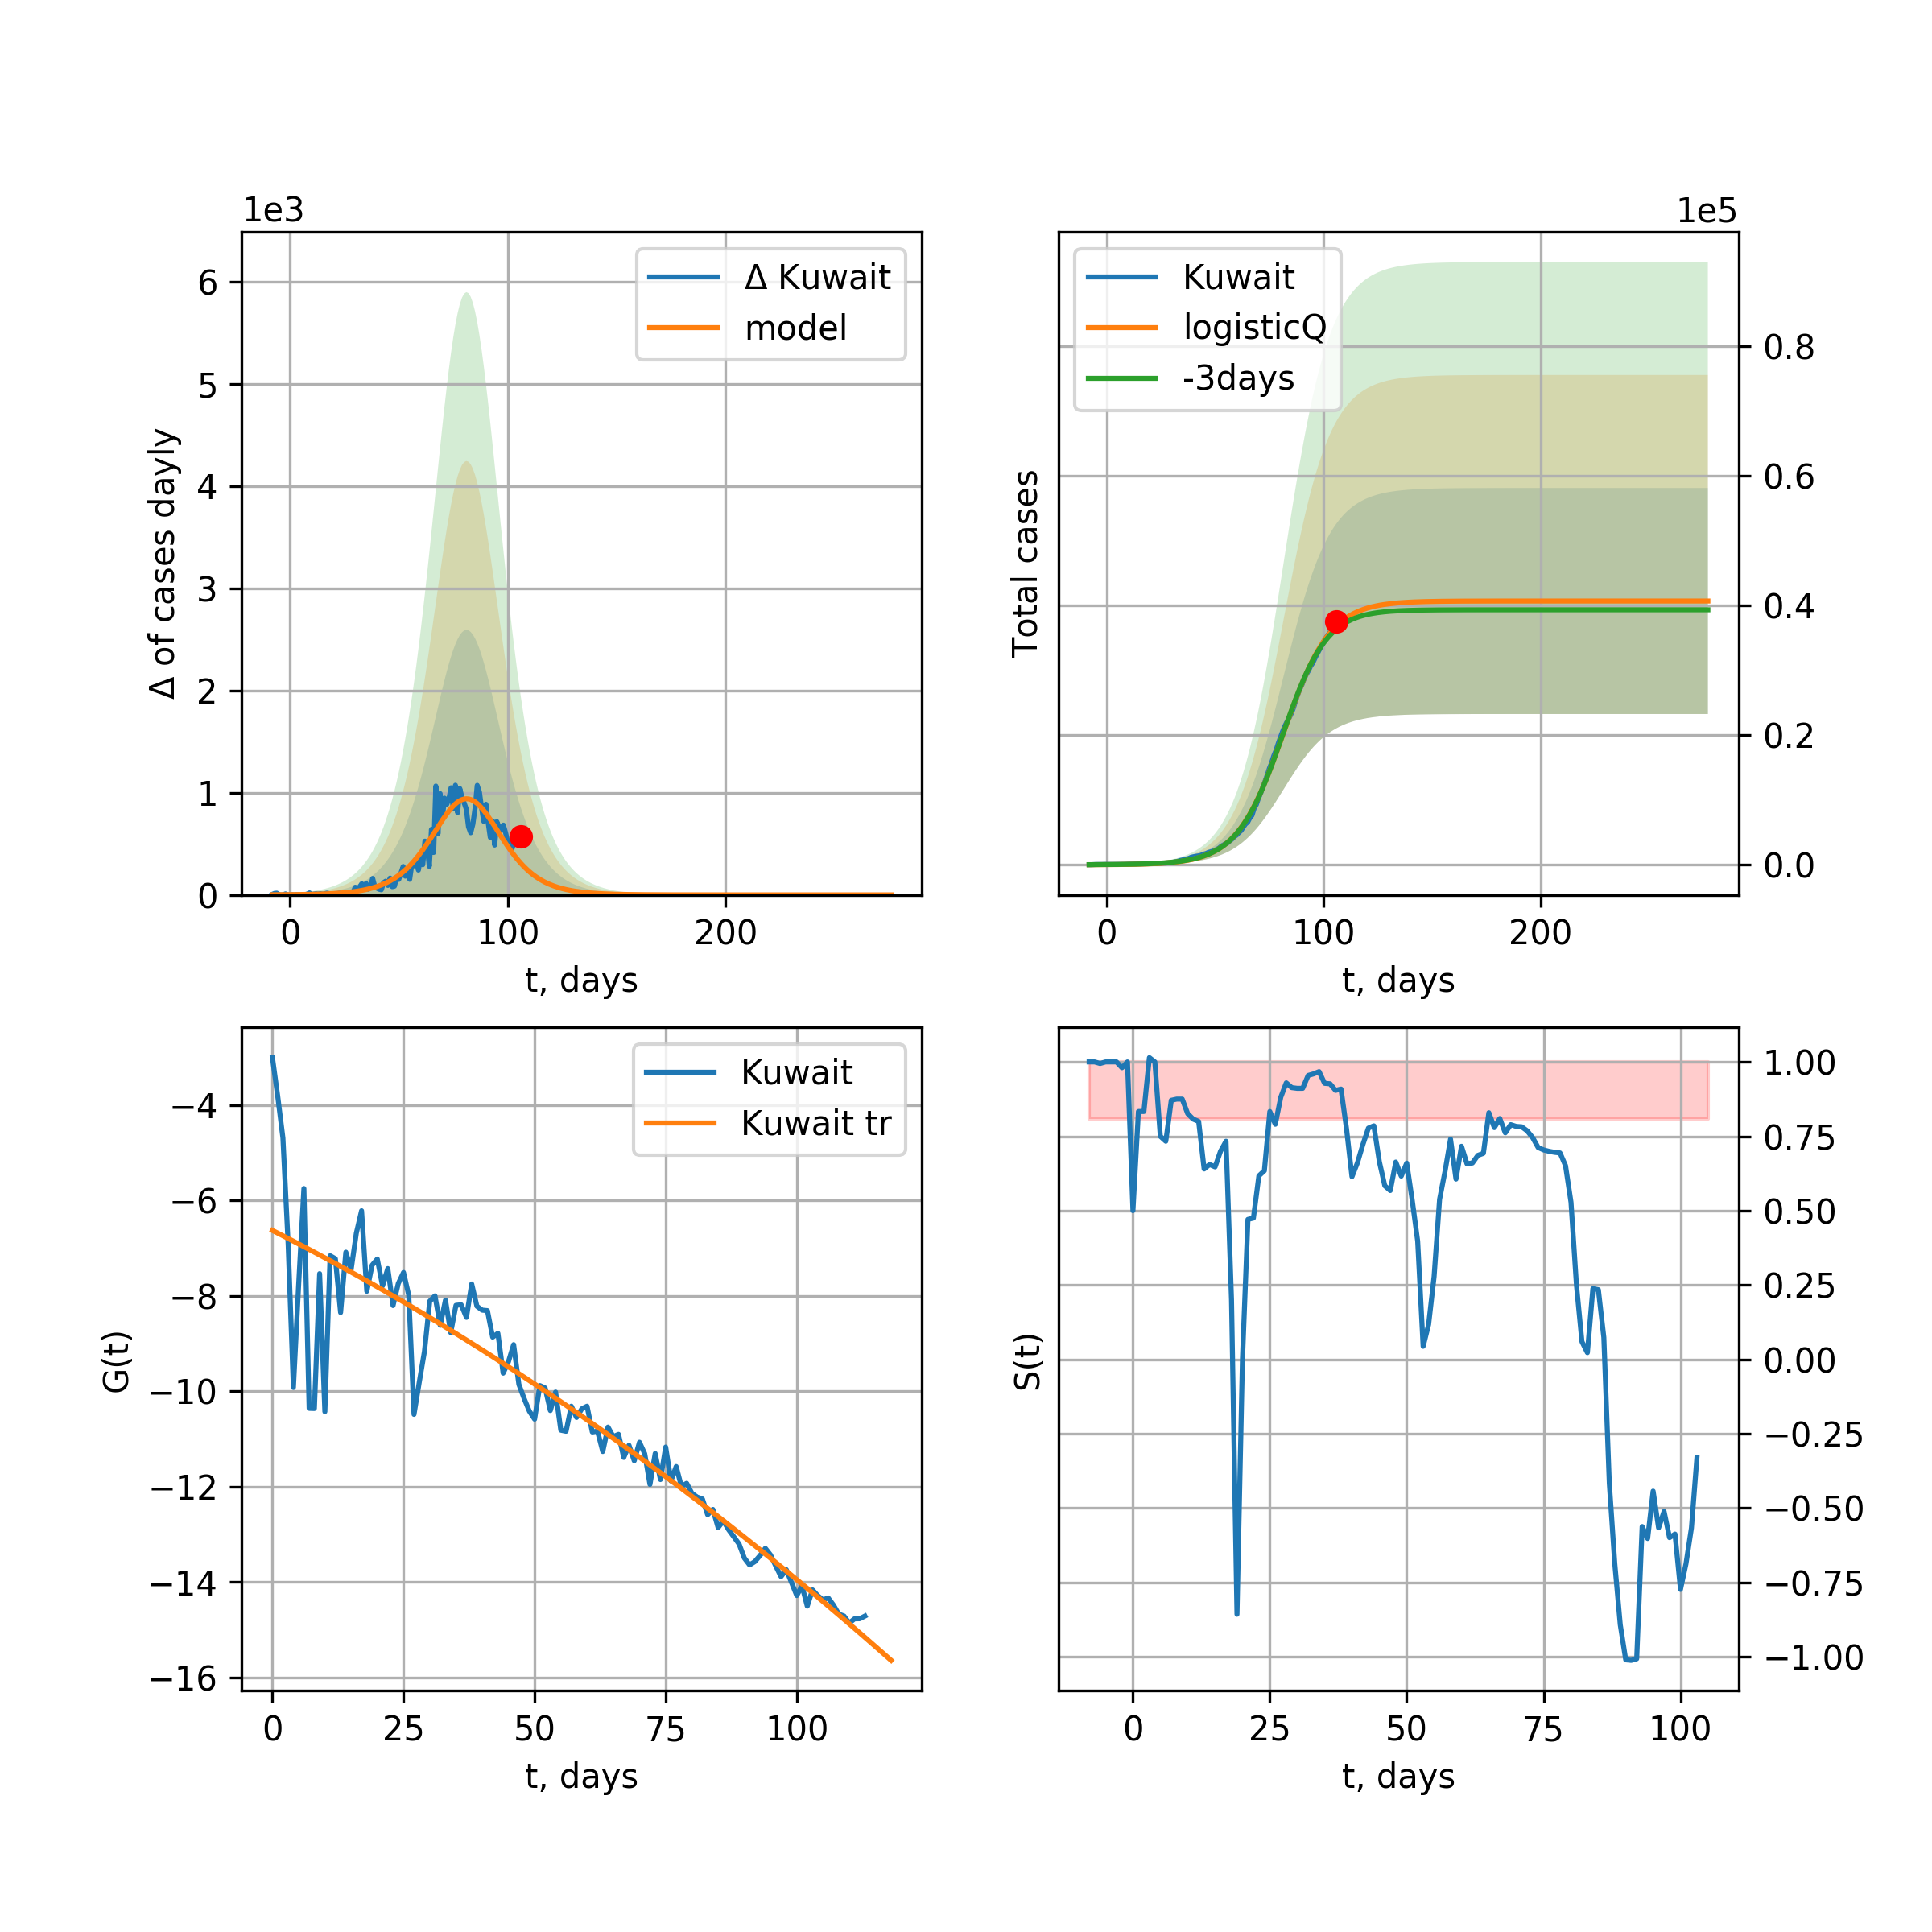 1e3
Δ Kuwait
model
6
5
4
3
2
1
0
Δ of cases dayly
0
100
200
t, days
1e5
Kuwait
logisticQ
-3days
0.8
0.6
0.4
0.2
0.0
Total cases
0
100
200
t, days
Kuwait
Kuwait tr
−4
−6
−8
−10
−12
−14
−16
G(t)
0
25
50
75
100
t, days
1.00
0.75
0.50
0.25
0.00
−0.25
−0.50
−0.75
−1.00
S(t)
0
25
50
75
100
t, days